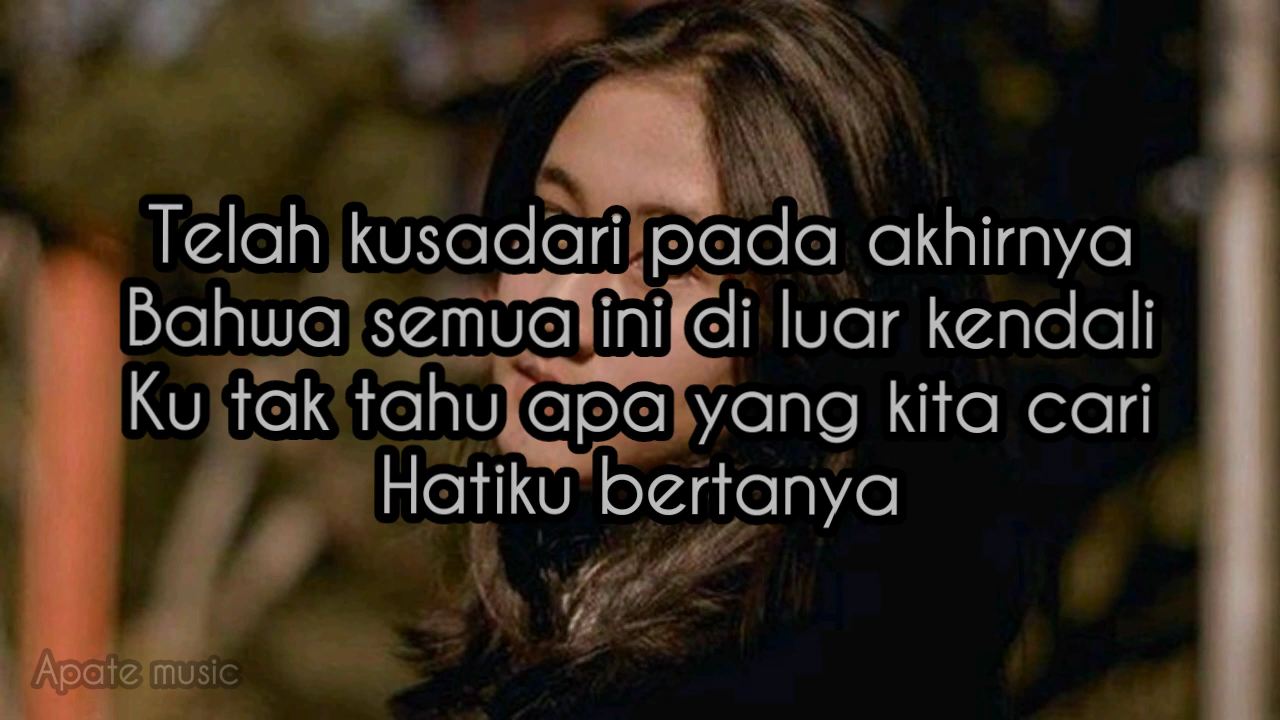 Telah kusadari pada akhirnya
Bahwa semua ini di luar kendali
Ku tak tahu apa yang kita cari
Hatiku bertanya
Apate music